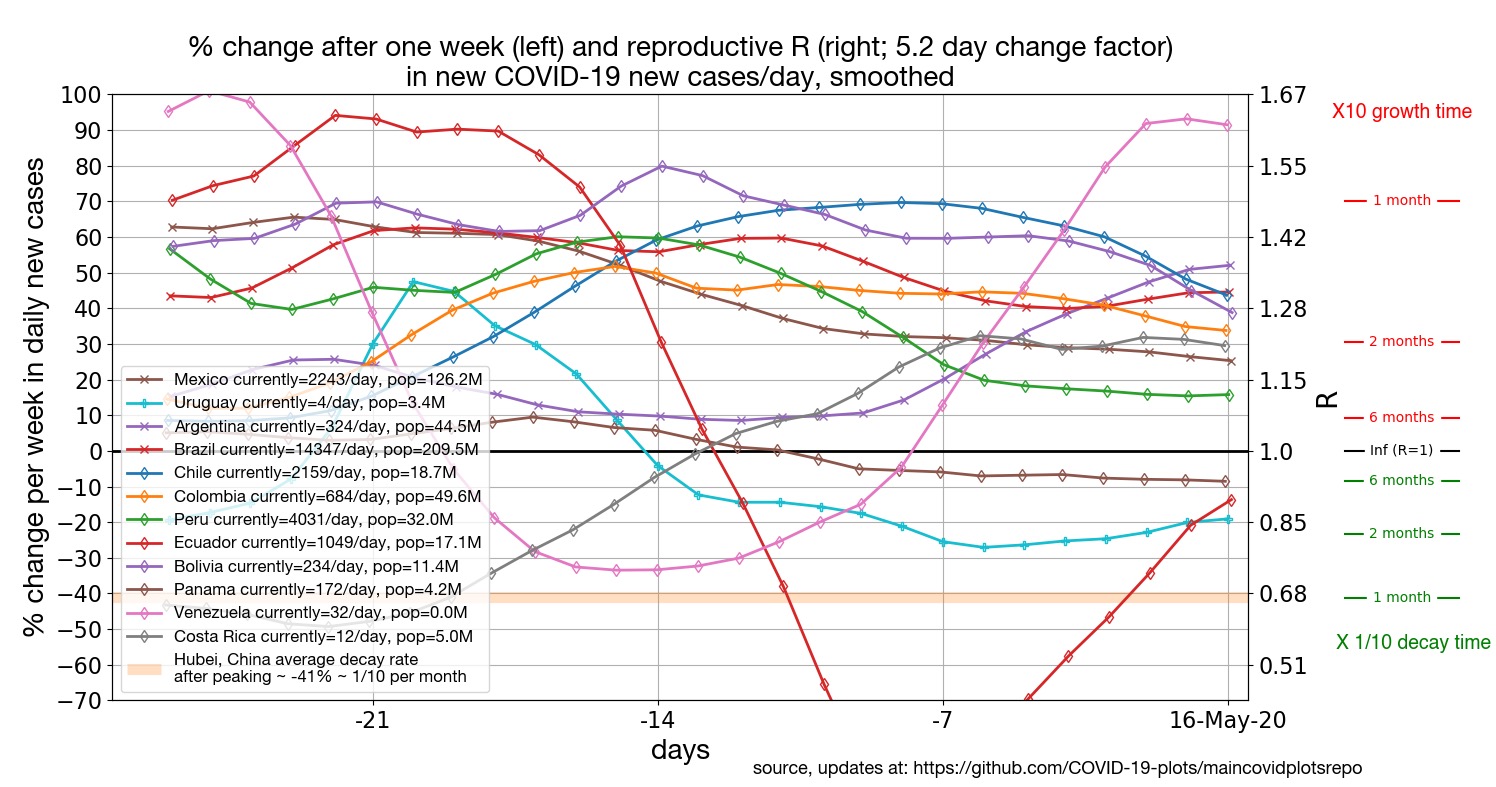 % change after one week (left) and reproductive R (right; 5.2 day change factor)
in new COVID-19 new cases/day, smoothed
% change per week in daily new cases
100
90
80
70
60
50
40
30
20
10
0
−10
−20
−30
−40
−50
−60
−70
Mexico currently=2243/day, pop=126.2M
Uruguay currently=4/day, pop=3.4M
Argentina currently=324/day, pop=44.5M
Brazil currently=14347/day, pop=209.5M
Chile currently=2159/day, pop=18.7M
Colombia currently=684/day, pop=49.6M
Peru currently=4031/day, pop=32.0M
Ecuador currently=1049/day, pop=17.1M
Bolivia currently=234/day, pop=11.4M
Panama currently=172/day, pop=4.2M
Venezuela currently=32/day, pop=0.0M
Costa Rica currently=12/day, pop=5.0M
Hubei, China average decay rate
after peaking ~ -41% ~ 1/10 per month
-21
-14
-7
16-May-20
days
1.67
1.55
1.42
1.28
1.15
1.0
0.85
0.68
0.51
R
X10 growth time
1 month
2 months
6 months
Inf (R=1)
6 months
2 months
1 month
X 1/10 decay time
source, updates at: https://github.com/COVID-19-plots/maincovidplotsrepo